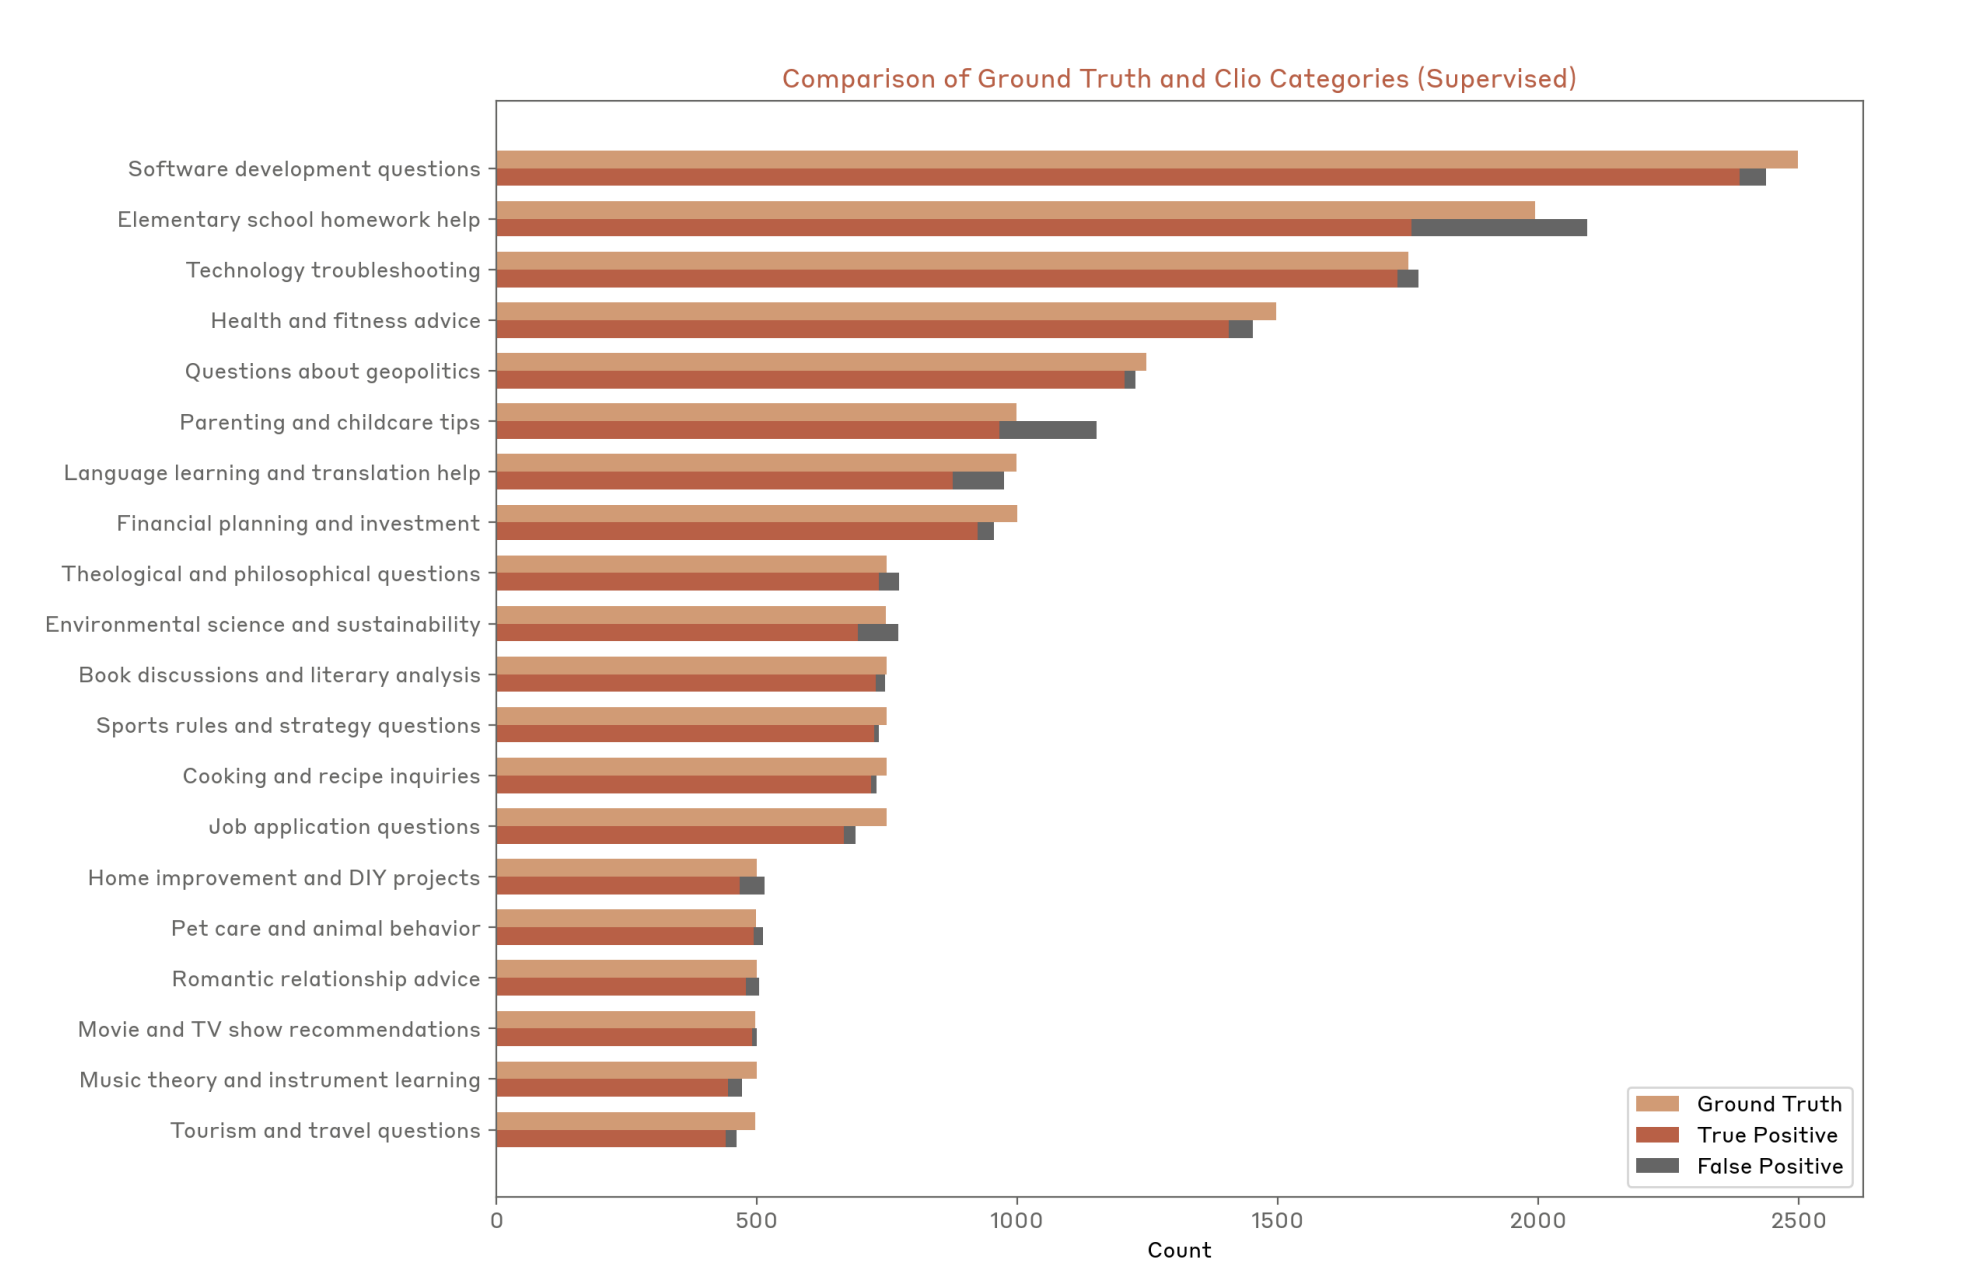 Comparison of Ground Truth and Clio Categories (Supervised)
Software development questions
Elementary school homework help
Technology troubleshooting
Health and fitness advice
Questions about geopolitics
Parenting and childcare tips
Language learning and translation help
Financial planning and investment
Theological and philosophical questions
Environmental science and sustainability
Book discussions and literary analysis
Sports rules and strategy questions
Cooking and recipe inquiries
Job application questions
Home improvement and DIY projects
Pet care and animal behavior
Romantic relationship advice
Movie and TV show recommendations
Music theory and instrument learning
Tourism and travel questions
Ground Truth
True Positive
False Positive
0 500 1000 1500 2000 2500
Count